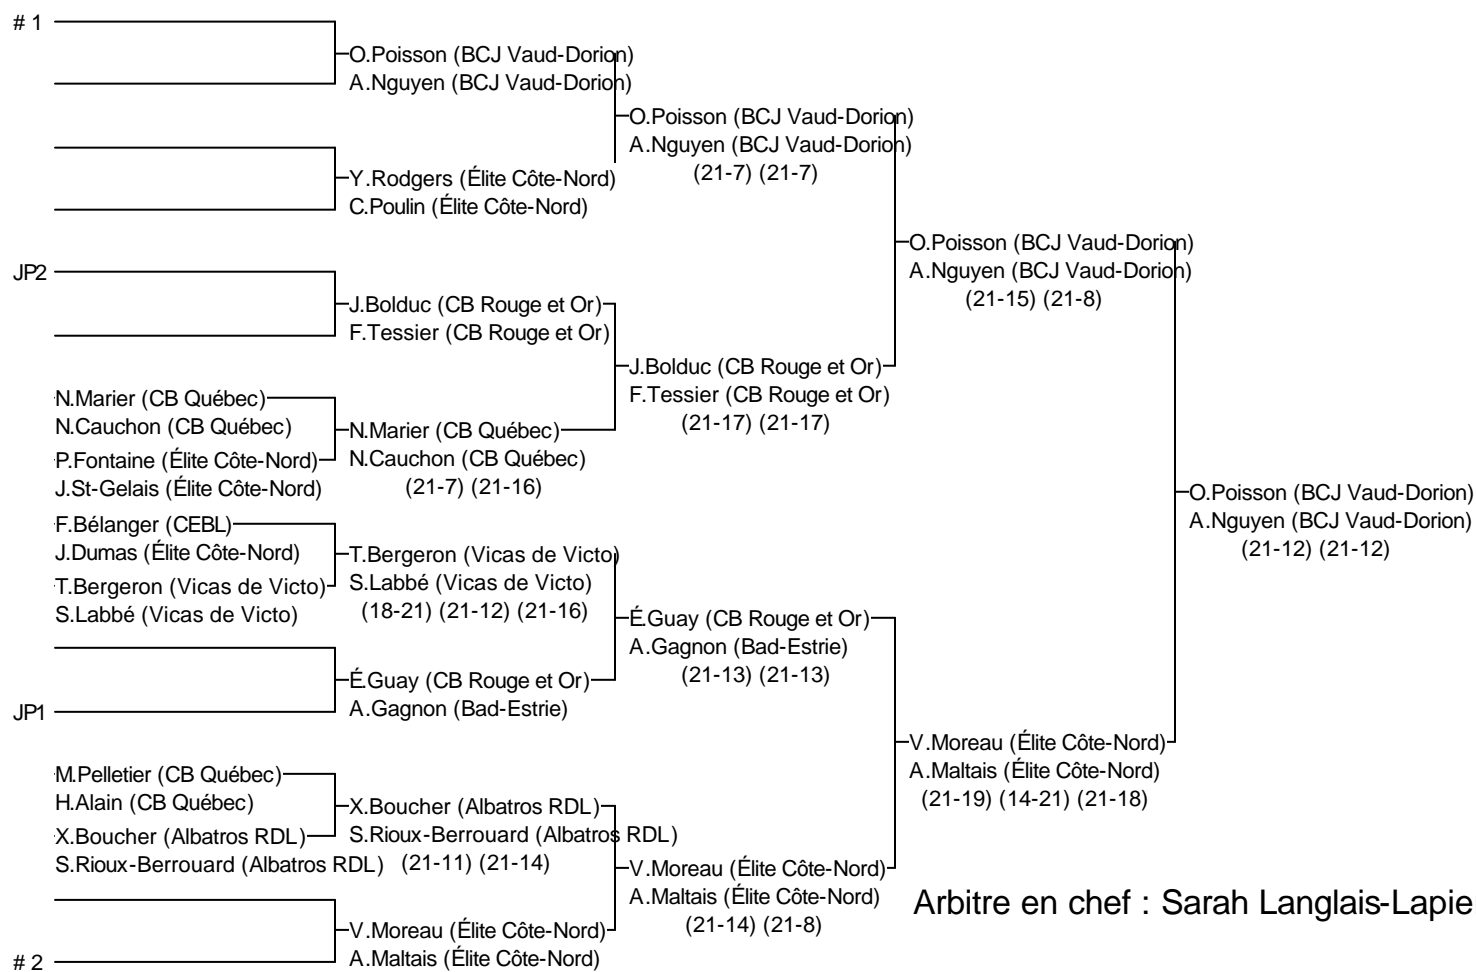 # 1
O.Poisson (BCJ Vaud-Dorion)
A.Nguyen (BCJ Vaud-Dorion)
O.Poisson (BCJ Vaud-Dorion)
A.Nguyen (BCJ Vaud-Dorion)
(21-7) (21-7)
Y.Rodgers (Élite Côte-Nord)
C.Poulin (Élite Côte-Nord)
O.Poisson (BCJ Vaud-Dorion)
A.Nguyen (BCJ Vaud-Dorion)
(21-15) (21-8)
JP2
J.Bolduc (CB Rouge et Or)
F.Tessier (CB Rouge et Or)
J.Bolduc (CB Rouge et Or)
F.Tessier (CB Rouge et Or)
(21-17) (21-17)
N.Marier (CB Québec)
N.Cauchon (CB Québec)
N.Marier (CB Québec)
N.Cauchon (CB Québec)
(21-7) (21-16)
P.Fontaine (Élite Côte-Nord)
J.St-Gelais (Élite Côte-Nord)
O.Poisson (BCJ Vaud-Dorion)
A.Nguyen (BCJ Vaud-Dorion)
(21-12) (21-12)
F.Bélanger (CEBL)
J.Dumas (Élite Côte-Nord)
T.Bergeron (Vicas de Victo)
S.Labbé (Vicas de Victo)
(18-21) (21-12) (21-16)
T.Bergeron (Vicas de Victo)
S.Labbé (Vicas de Victo)
É.Guay (CB Rouge et Or)
A.Gagnon (Bad-Estrie)
(21-13) (21-13)
É.Guay (CB Rouge et Or)
A.Gagnon (Bad-Estrie)
JP1
V.Moreau (Élite Côte-Nord)
A.Maltais (Élite Côte-Nord)
(21-19) (14-21) (21-18)
M.Pelletier (CB Québec)
H.Alain (CB Québec)
X.Boucher (Albatros RDL)
S.Rioux-Berrouard (Albatros RDL)
(21-11) (21-14)
X.Boucher (Albatros RDL)
S.Rioux-Berrouard (Albatros RDL)
V.Moreau (Élite Côte-Nord)
A.Maltais (Élite Côte-Nord)
(21-14) (21-8)
Arbitre en chef : Sarah Langlais-Lapie
V.Moreau (Élite Côte-Nord)
A.Maltais (Élite Côte-Nord)
# 2